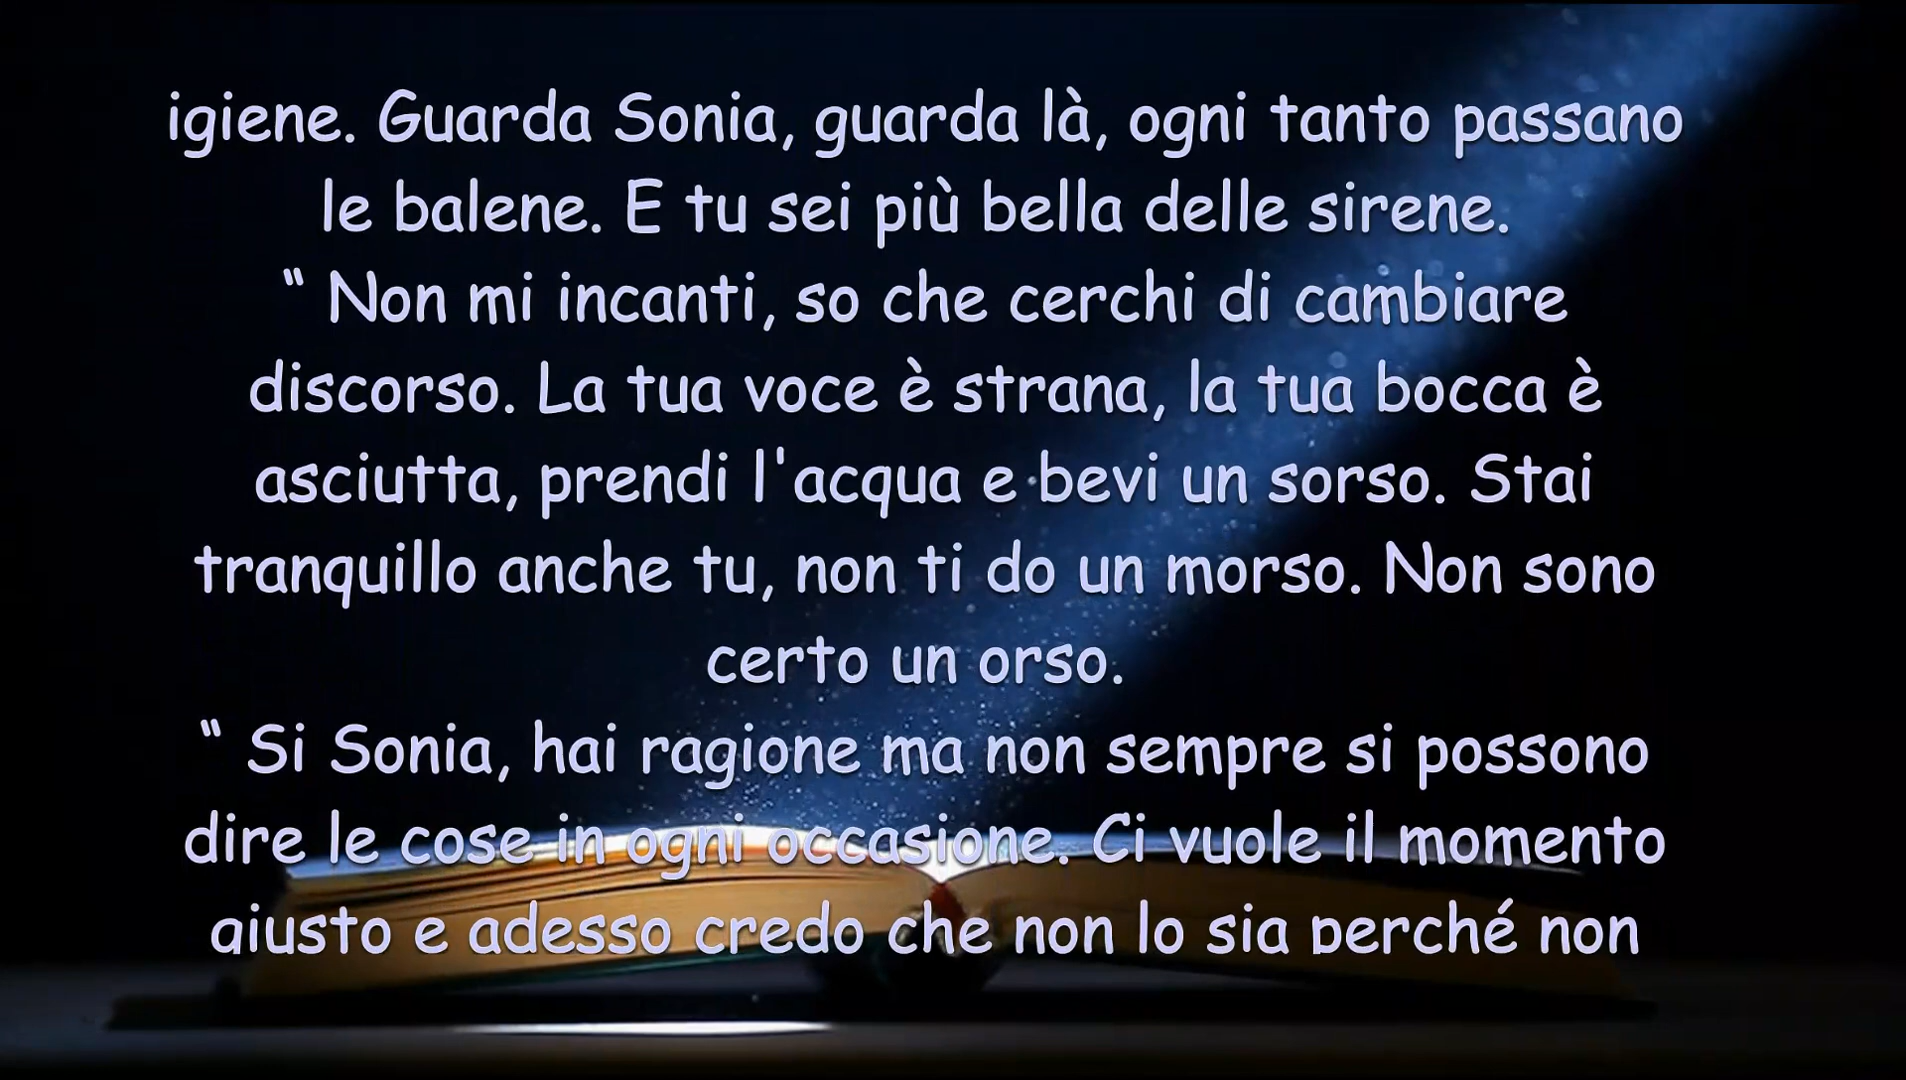 igiene. Guarda Sonia, guarda là, ogni tanto passano
le balene. E tu sei più bella delle sirene.
“ Non mi incanti, so che cerchi di cambiare
discorso. La tua voce è strana, la tua bocca è
asciutta, prendi l'acqua e bevi un sorso. Stai
tranquillo anche tu, non ti do un morso. Non sono
certo un orso.
“ Si Sonia, hai ragione ma non sempre si possono
dire le cose in ogni occasione. Ci vuole il momento
giusto e adesso credo che non lo sia perché non